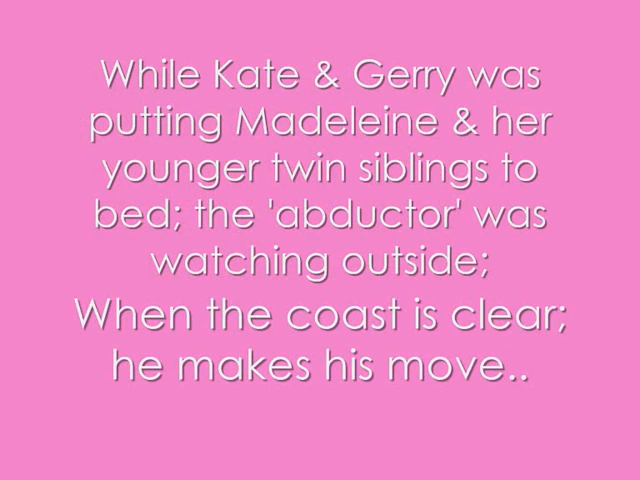 While Kate & Gerry was
putting Madeleine & her
younger twin siblings to
bed; the 'abductor' was
watching outside;
When the coast is clear;
he makes his move..